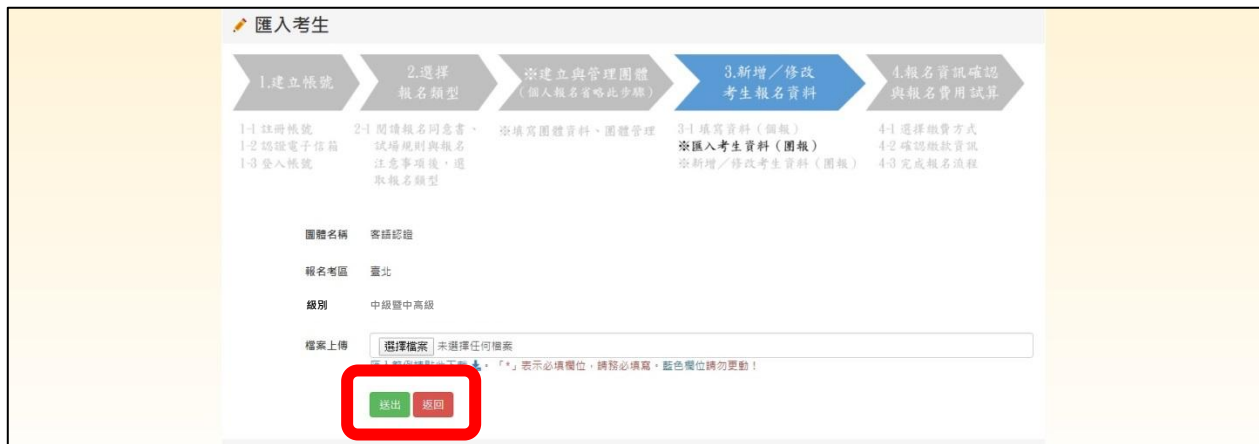 匯入考生
1.建立帳號
2.選擇
報名類型
※建立與管理團體
(個人報名省略此步驟)
3.新增／修改
考生報名資料
4.報名資訊確認
與報名費用試算
1-1 註冊帳號
1-2 認證電子信箱
1-3 登入帳號
2-1 閱讀報名同意書、
試場規則與報名
注意事項後，選
取報名類型
※填寫團體資料、團體管理
3-1 填寫資料（個報）
※匯入考生資料（團報）
※新增／修改考生資料（團報）
4-1 選擇繳費方式
4-2 確認繳款資訊
4-3 完成報名流程
團體名稱 客語認證
報名考區 臺北
級別 中級暨中高級
檔案上傳 選擇檔案 未選擇任何檔案
。「*」表示必填欄位，請務必填寫。藍色欄位請勿更動！
送出 返回